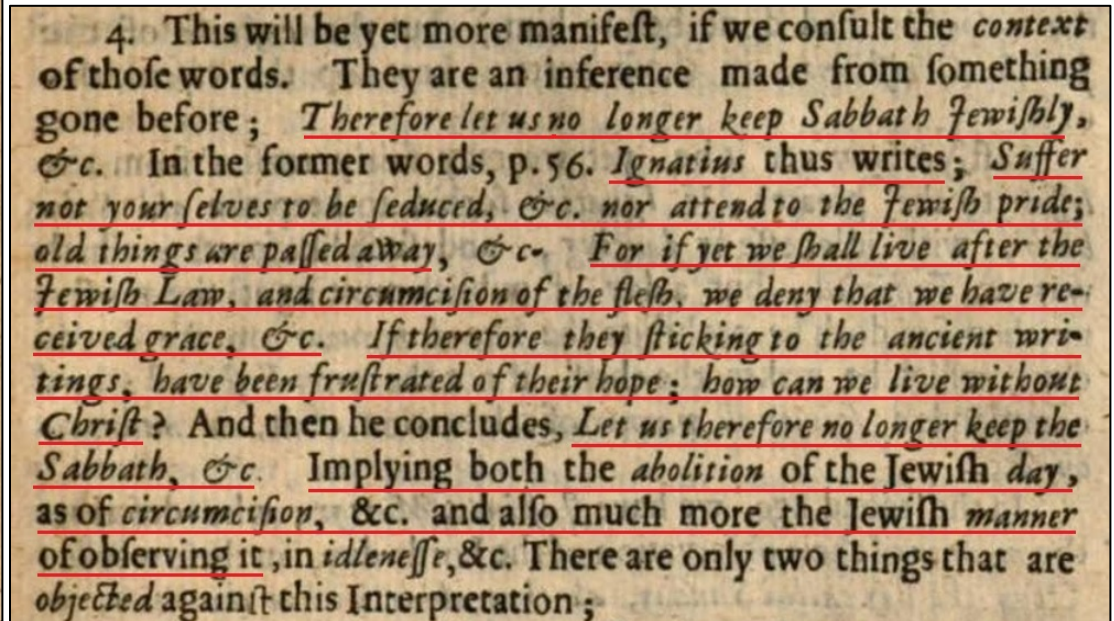 4. This will be yet more manifeſt, if we conſult the context
of thoſe words. They are an inference made from ſomething
gone before; Therefore let us no longer keep Sabbath Jewiſhly,
&c. In the former words, p. 56. Ignatius thus writes; Suffer
not your ſelves to be ſeduced, &c. nor attend to the Jewiſh pride;
old things are paſſed away, &c. For if yet we ſhall live after the
Jewiſh Law, and circumciſion of the fleſh, we deny that we have re-
ceived grace, &c. If therefore they ſticking to the ancient wri-
tings, have been fruſtrated of their hope; how can we live without
Chriſt? And then he concludes, Let us therefore no longer keep the
Sabbath, &c. Implying both the abolition of the Jewiſh day,
as of circumciſion, &c. and alſo much more the Jewiſh manner
of obſerving it, in idleneſſe, &c. There are only two things that are
objected againſt this Interpretation;